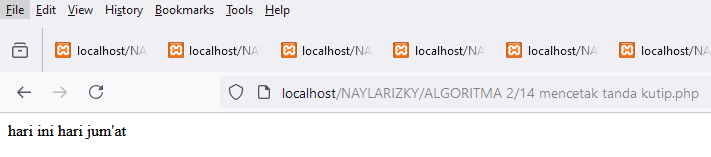 File Edit View History Bookmarks Tools Help
localhost/NA localhost/NA localhost/NA localhost/NA localhost/NA localhost/NA
localhost/NAYLARIZKY/ALGORITMA 2/14 mencetak tanda kutip.php
hari ini hari jum'at